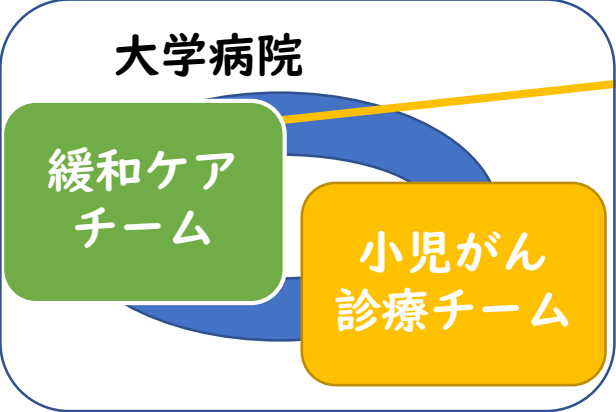 大学病院
緩和ケア
チーム
小児がん
診療チーム